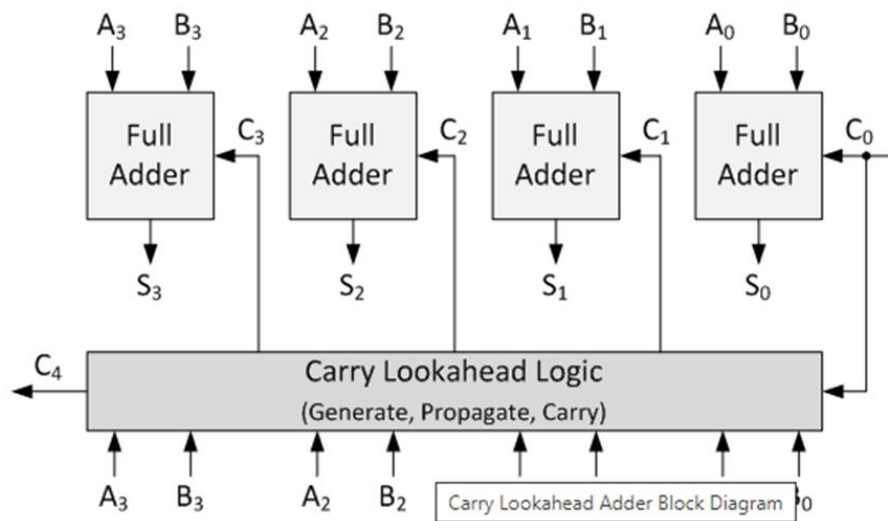 A₃ B₃ A₂ B₂ A₁ B₁ A₀ B₀
Full Adder C₃ Full Adder C₂ Full Adder C₁ Full Adder C₀
S₃ S₂ S₁ S₀
C₄
Carry Lookahead Logic
(Generate, Propagate, Carry)
A₃ B₃ A₂ B₂
Carry Lookahead Adder Block Diagram